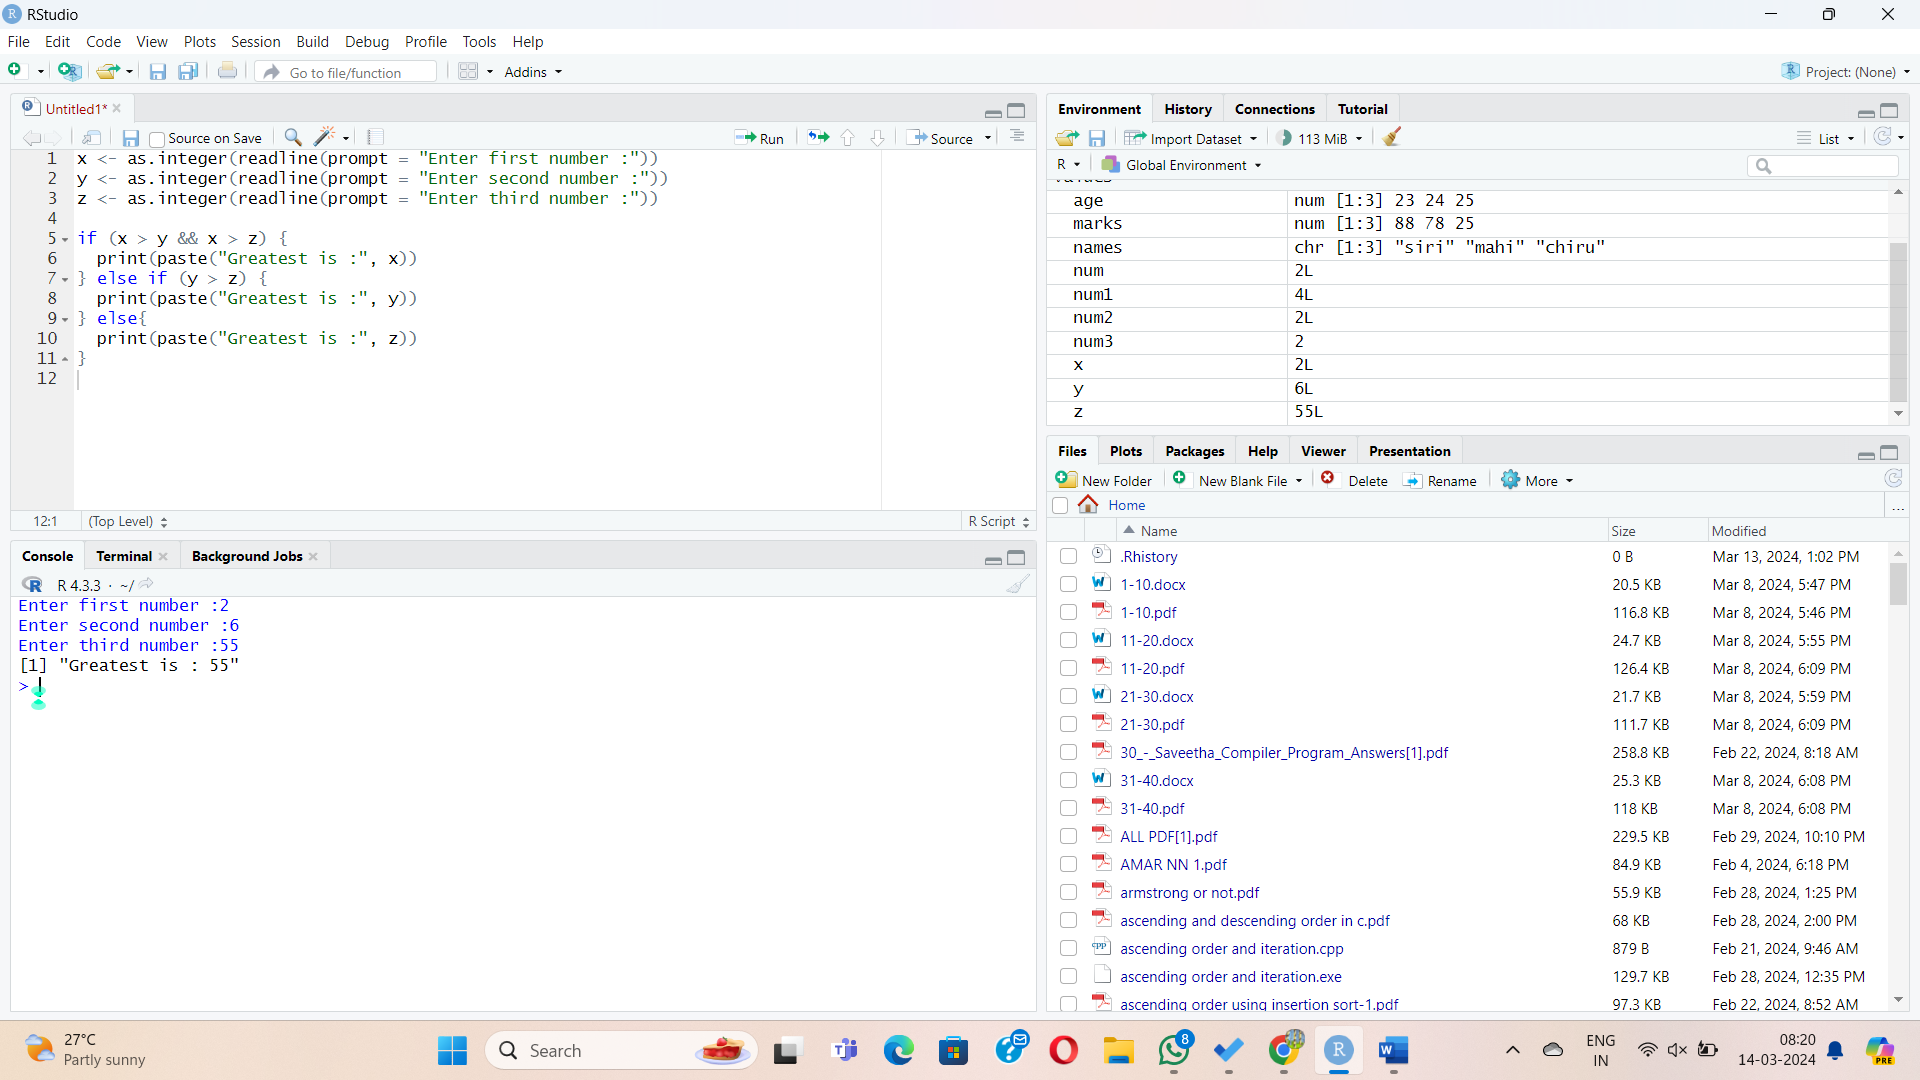 RStudio
File Edit Code View Plots Session Build Debug Profile Tools Help
Go to file/function
Addins
Project: (None)
Untitled1*
Source on Save
Run
Source
1 x <- as.integer(readline(prompt = "Enter first number :"))
2 y <- as.integer(readline(prompt = "Enter second number :"))
3 z <- as.integer(readline(prompt = "Enter third number :"))
4
5 if (x > y && x > z) {
6 print(paste("Greatest is :", x))
7 } else if (y > z) {
8 print(paste("Greatest is :", y))
9 } else{
10 print(paste("Greatest is :", z))
11 }
12
12:1 (Top Level) R Script
Console Terminal Background Jobs
R 4.3.3 · ~/
Enter first number :2
Enter second number :6
Enter third number :55
[1] "Greatest is : 55"
>
Environment History Connections Tutorial
Import Dataset 113 MiB List
R Global Environment
age num [1:3] 23 24 25
marks num [1:3] 88 78 25
names chr [1:3] "siri" "mahi" "chiru"
num 2L
num1 4L
num2 2L
num3 2
x 2L
y 6L
z 55L
Files Plots Packages Help Viewer Presentation
New Folder New Blank File Delete Rename More
Home ...
Name Size Modified
.Rhistory 0 B Mar 13, 2024, 1:02 PM
1-10.docx 20.5 KB Mar 8, 2024, 5:47 PM
1-10.pdf 116.8 KB Mar 8, 2024, 5:46 PM
11-20.docx 24.7 KB Mar 8, 2024, 5:55 PM
11-20.pdf 126.4 KB Mar 8, 2024, 6:09 PM
21-30.docx 21.7 KB Mar 8, 2024, 5:59 PM
21-30.pdf 111.7 KB Mar 8, 2024, 6:09 PM
30_-_Saveetha_Compiler_Program_Answers[1].pdf 258.8 KB Feb 22, 2024, 8:18 AM
31-40.docx 25.3 KB Mar 8, 2024, 6:08 PM
31-40.pdf 118 KB Mar 8, 2024, 6:08 PM
ALL PDF[1].pdf 229.5 KB Feb 29, 2024, 10:10 PM
AMAR NN 1.pdf 84.9 KB Feb 4, 2024, 6:18 PM
armstrong or not.pdf 55.9 KB Feb 28, 2024, 1:25 PM
ascending and descending order in c.pdf 68 KB Feb 28, 2024, 2:00 PM
ascending order and iteration.cpp 879 B Feb 21, 2024, 9:46 AM
ascending order and iteration.exe 129.7 KB Feb 28, 2024, 12:35 PM
ascending order using insertion sort-1.pdf 97.3 KB Feb 22, 2024, 8:52 AM
27°C
Partly sunny
Search
8
ENG
IN
08:20
14-03-2024
PRE